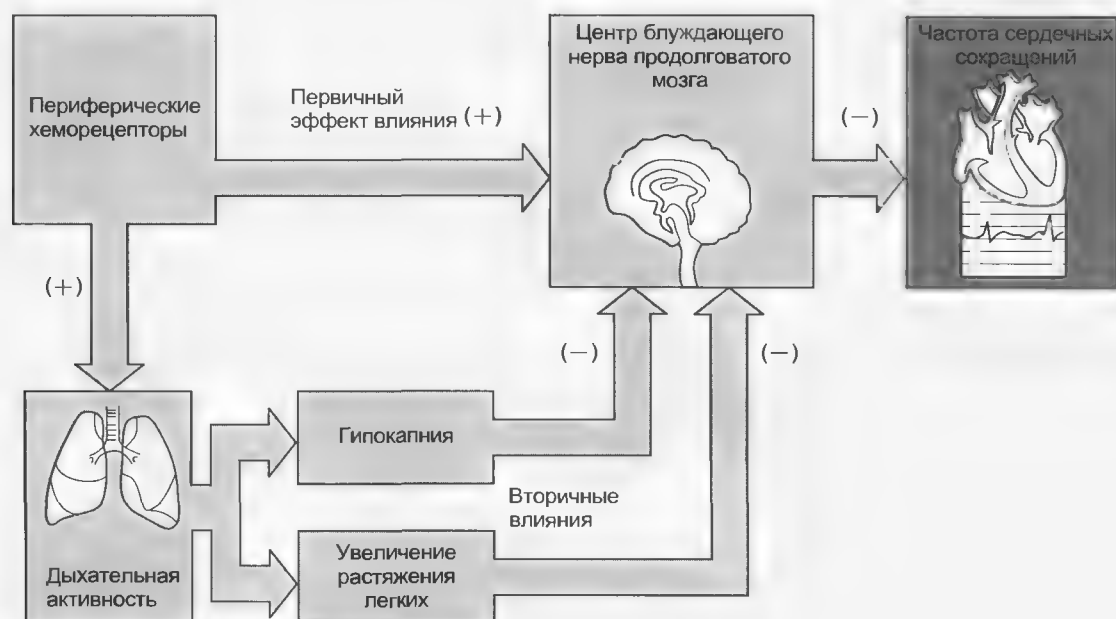 Периферические
хеморецепторы
Первичный
эффект влияния (+)
Центр блуждающего
нерва продолговатого
мозга
(−)
Частота сердечных
сокращений
(+)
(−)
(−)
Гипокапния
Вторичные
влияния
Дыхательная
активность
Увеличение
растяжения
легких